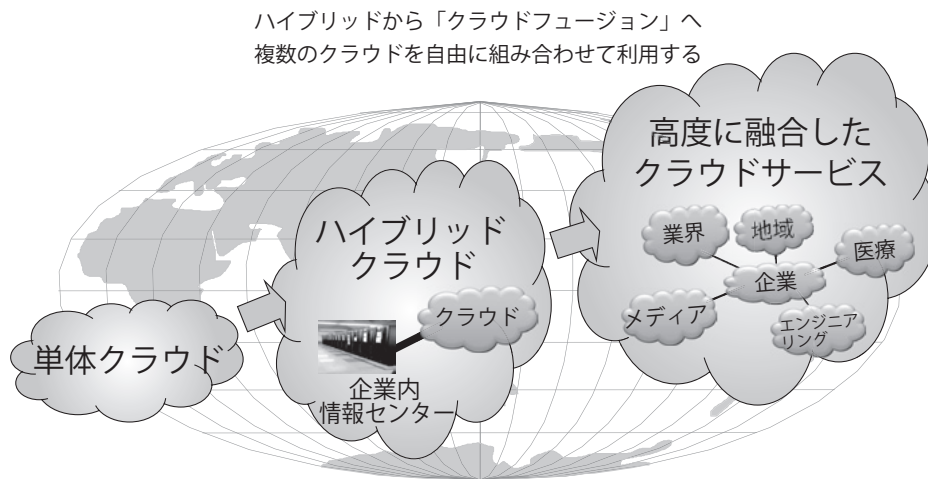 ハイブリッドから「クラウドフュージョン」へ
複数のクラウドを自由に組み合わせて利用する
単体クラウド
ハイブリッド
クラウド
クラウド
企業内
情報センター
高度に融合した
クラウドサービス
業界
地域
医療
企業
メディア
エンジニア
リング